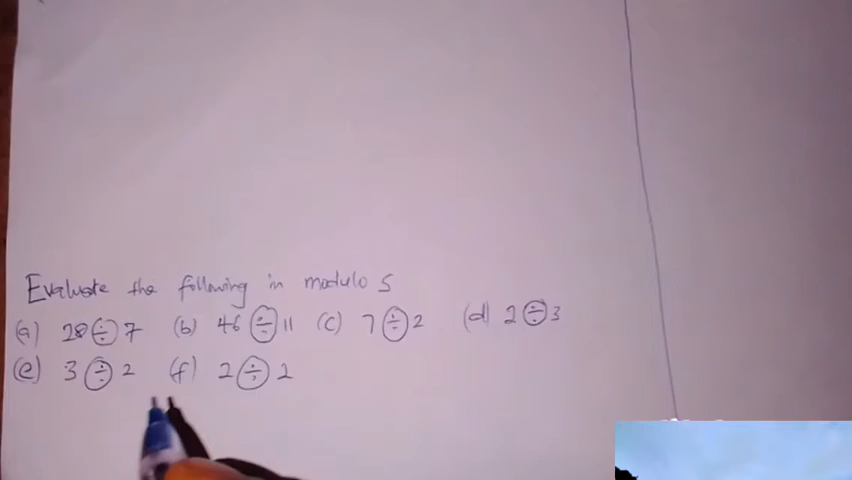 Evaluate the following in modulo 5
(a) 28 ⨸ 7 (b) 46 ⨸ 11 (c) 7 ⨸ 2 (d) 2 ⨸ 3
(e) 3 ⨸ 2 (f) 2 ⨸ 2